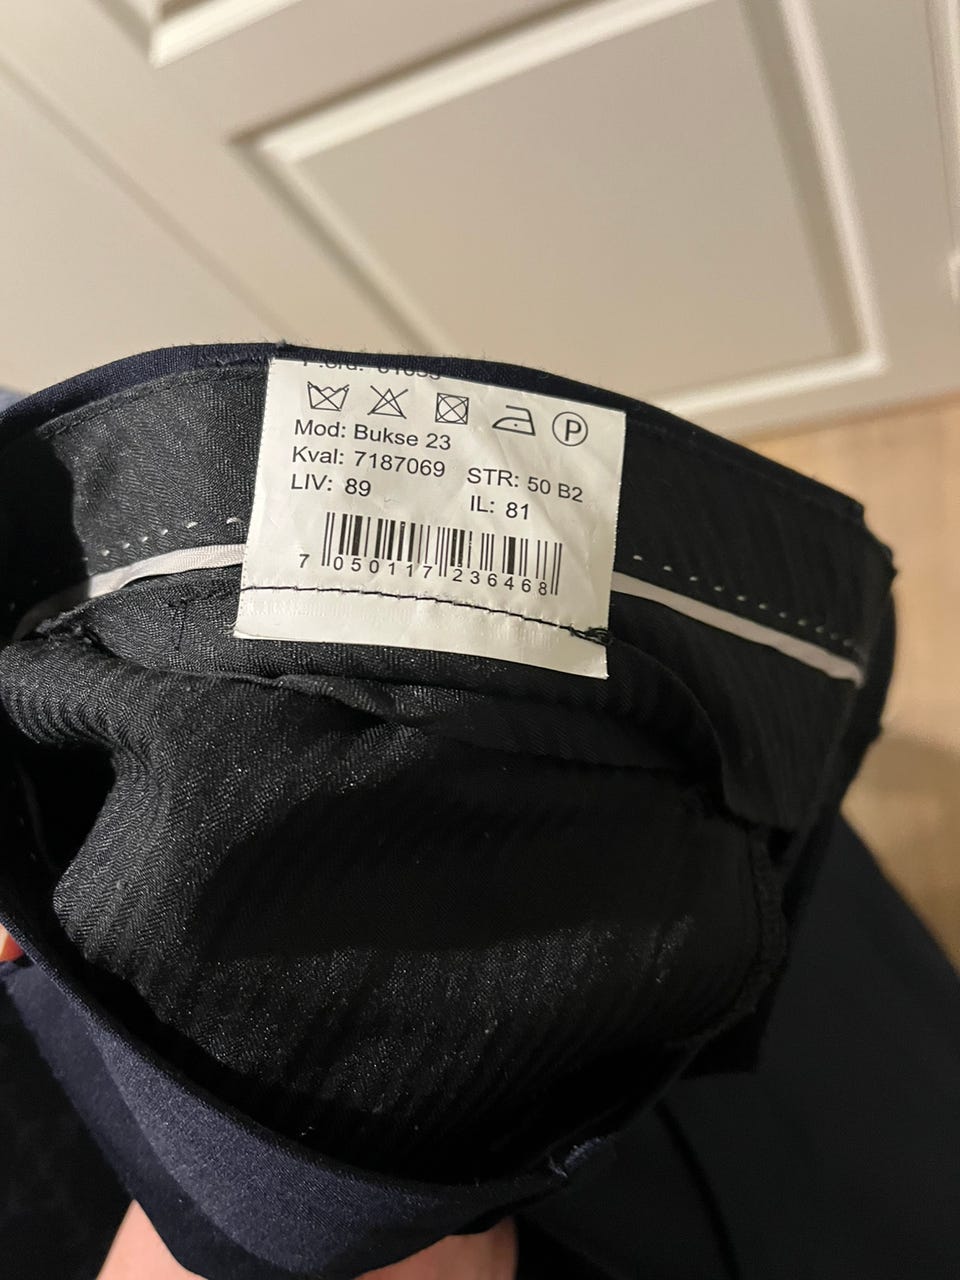 P
Mod: Bukse 23
Kval: 7187069 STR: 50 B2
LIV: 89 IL: 81
7 050117 236468